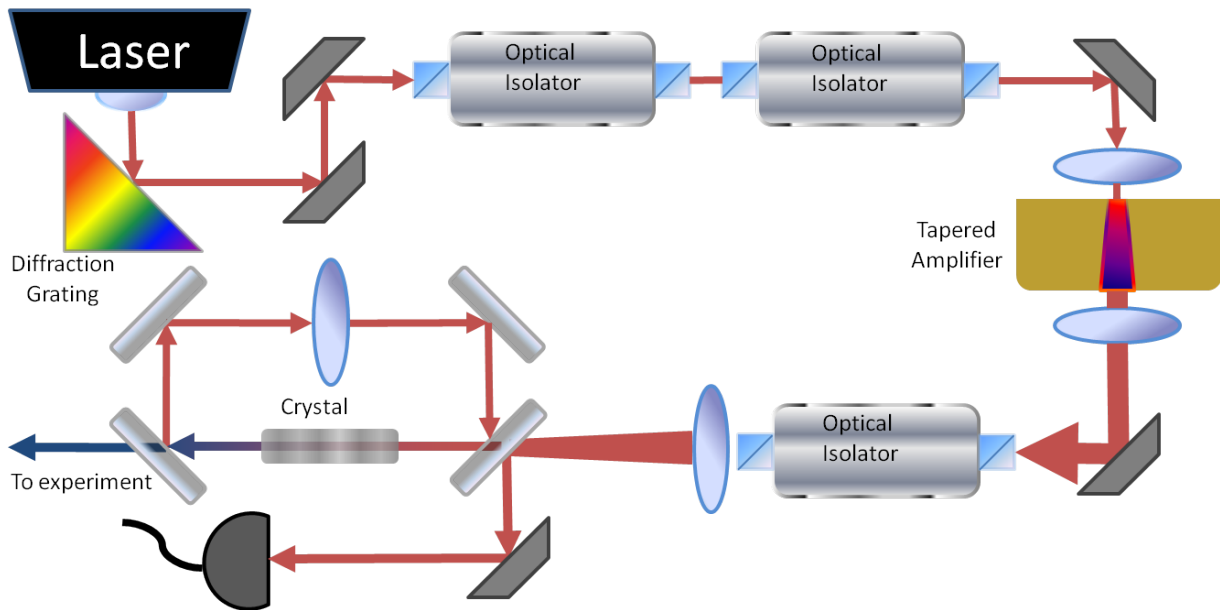 Laser
Optical
Isolator
Optical
Isolator
Diffraction
Grating
Tapered
Amplifier
Crystal
Optical
Isolator
To experiment